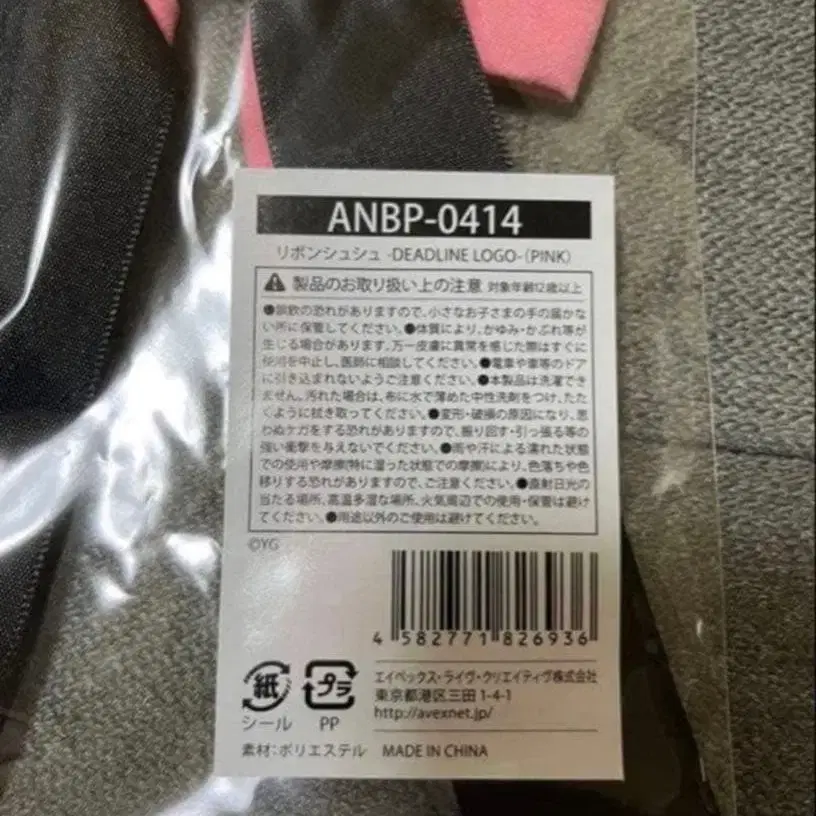 ANBP-0414
リボンシュシュ -DEADLINE LOGO-（PINK）
⚠ 製品のお取り扱い上の注意 対象年齢12歳以上
●誤飲の恐れがありますので、小さなお子さまの手の届かな
い所に保管してください。●体質により、かゆみ・かぶれ等が
生じる場合があります。万一皮膚に異常を感じた際はすぐに
使用を中止し、医師に相談してください。●電車や車等のドア
に引き込まれないようご注意ください。●本製品は洗濯でき
ません。汚れた場合は、布に水で薄めた中性洗剤をつけ、たた
くように拭き取ってください。●変形・破損の原因になり、思
わぬケガをする恐れがありますので、振り回す・引っ張る等の
強い衝撃を与えないでください。●雨や汗による濡れた状態
での使用や摩擦(特に湿った状態での摩擦)により、色落ちや色
移りする恐れがございますので、ご注意ください。●直射日光の
当たる場所、高温多湿な場所、火気周辺での使用・保管は避け
てください。●用途以外のご使用は避けてください。
©YG
4 582771 826936
紙
シール
プラ
PP
エイベックス・ライヴ・クリエイティヴ株式会社
東京都港区三田 1-4-1
http://avexnet.jp/
素材：ポリエステル MADE IN CHINA